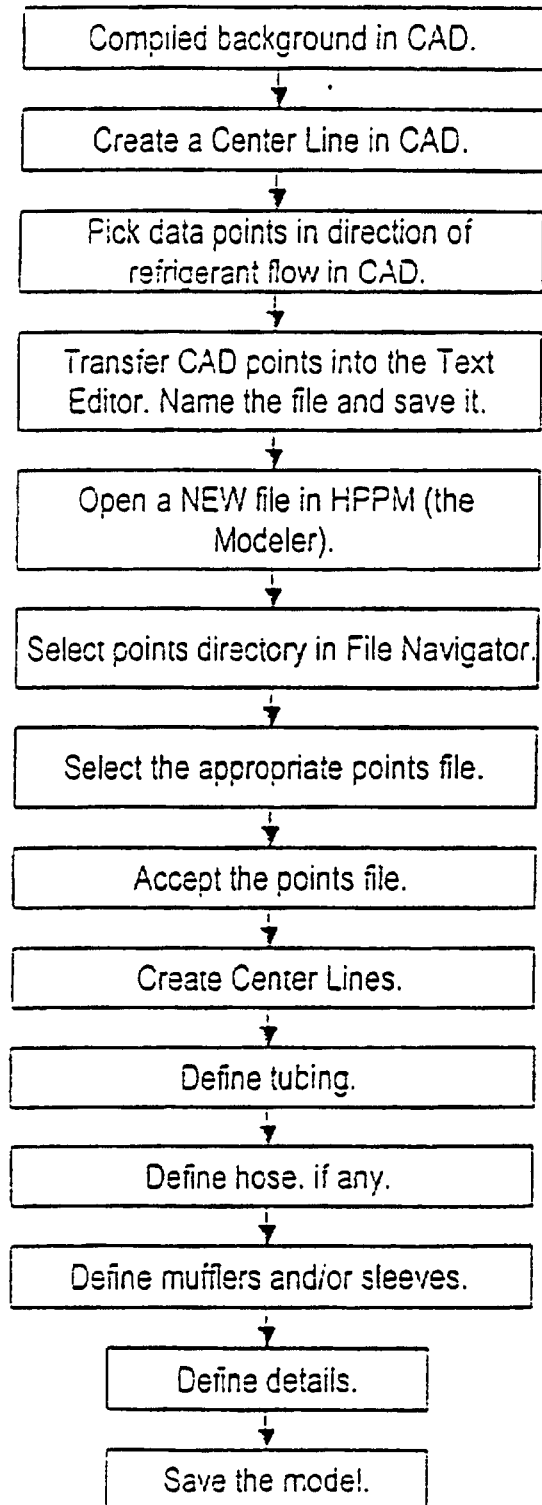 Compiled background in CAD.
Create a Center Line in CAD.
Pick data points in direction of
refrigerant flow in CAD.
Transfer CAD points into the Text
Editor. Name the file and save it.
Open a NEW file in HPPM (the
Modeler).
Select points directory in File Navigator.
Select the appropriate points file.
Accept the points file.
Create Center Lines.
Define tubing.
Define hose, if any.
Define mufflers and/or sleeves.
Define details.
Save the model.